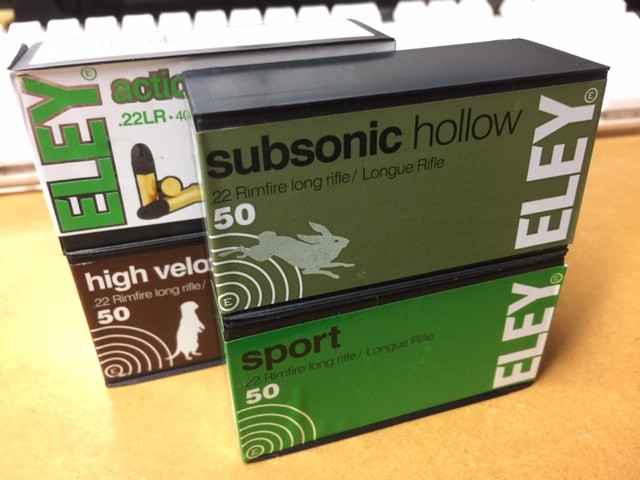 ELEY
.22LR
subsonic hollow
.22 Rimfire long rifle/ Longue Rifle
50
ELEY
high velo
.22 Rimfire long rifle/
50
sport
.22 Rimfire long rifle/ Longue Rifle
50
ELEY